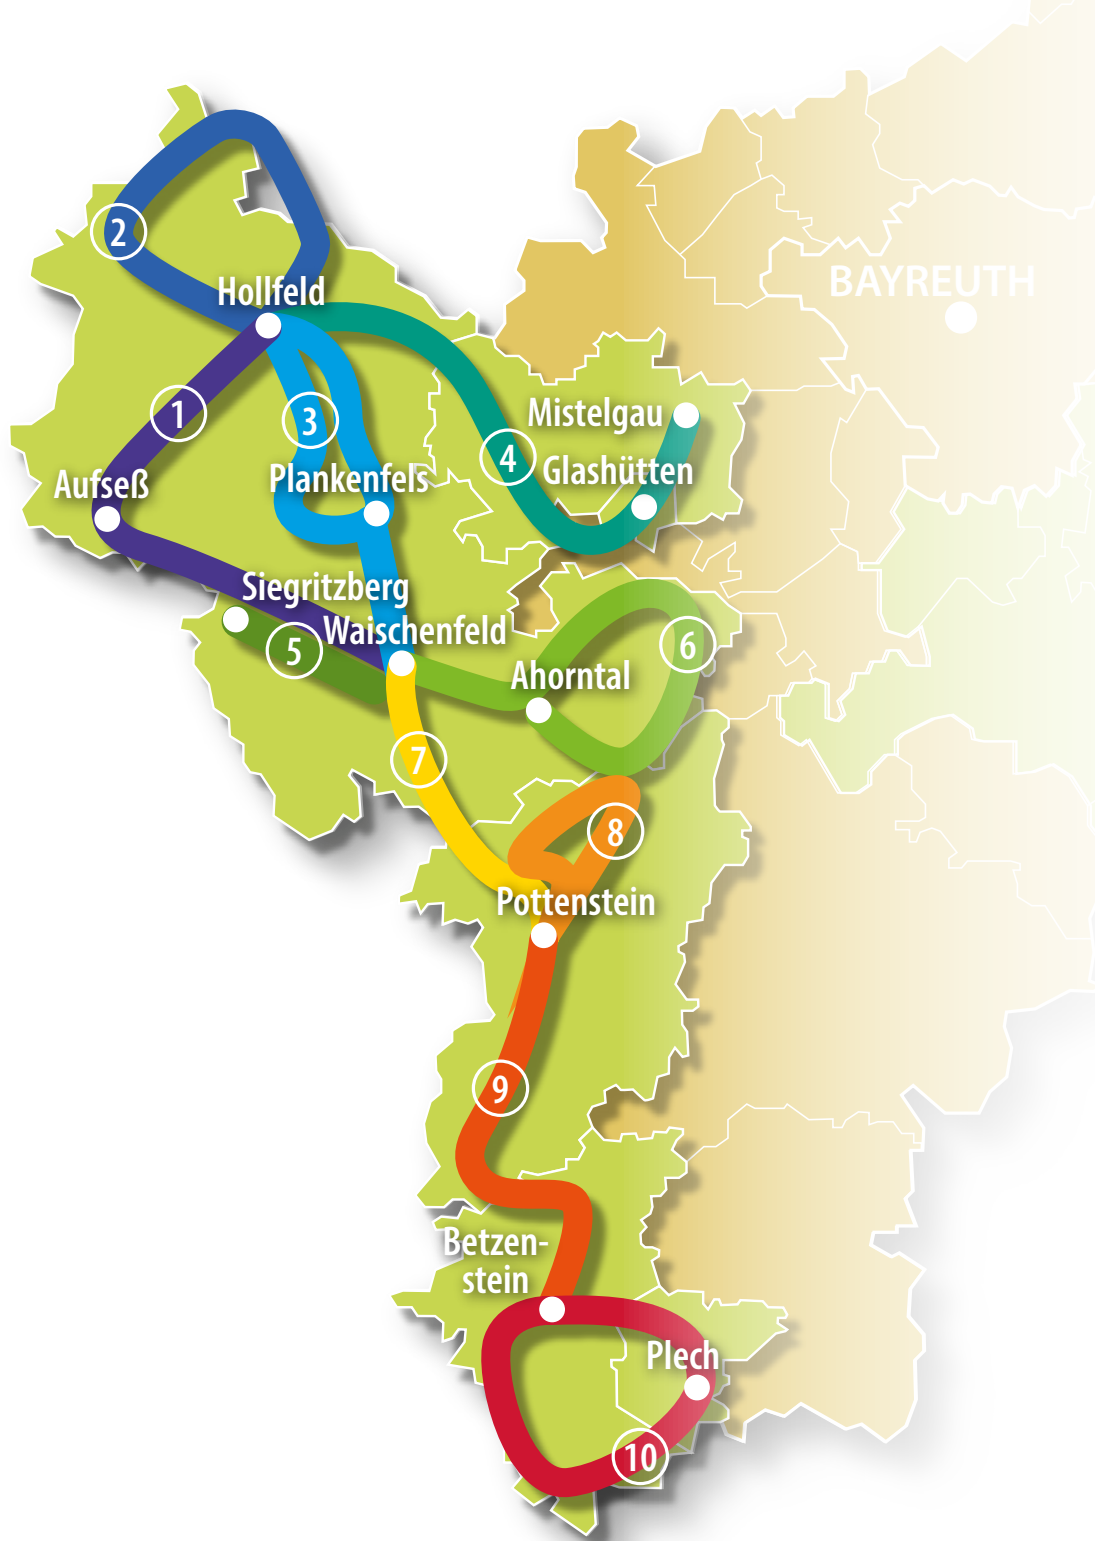 2
BAYREUTH
Hollfeld
1
3
Mistelgau
4
Glashütten
Aufseß
Plankenfels
Siegritzberg
Waischenfeld
5
6
Ahorntal
7
8
Pottenstein
9
Betzen-
stein
Plech
10